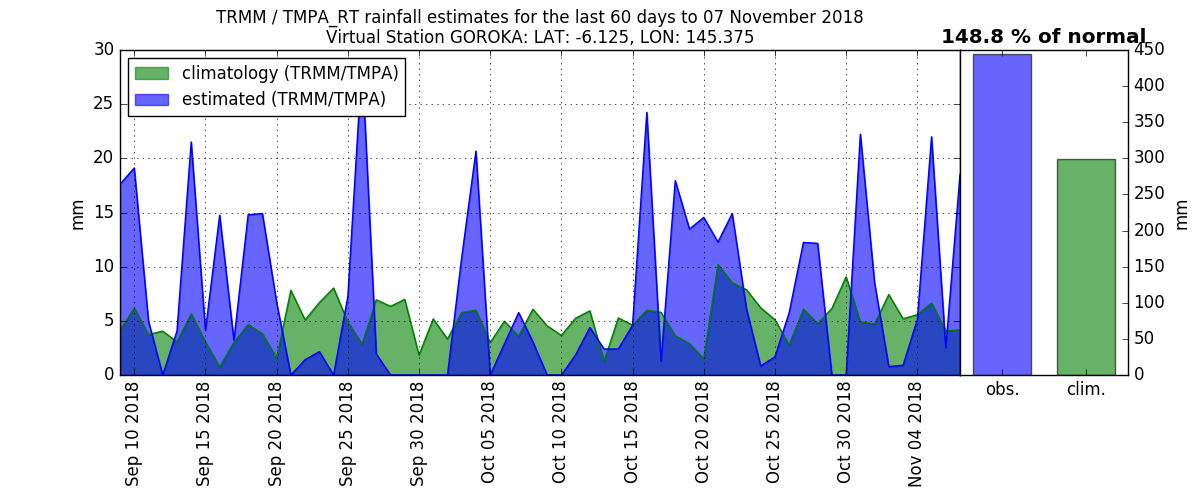 TRMM / TMPA_RT rainfall estimates for the last 60 days to 07 November 2018
Virtual Station GOROKA: LAT: -6.125, LON: 145.375
148.8 % of normal
climatology (TRMM/TMPA)
estimated (TRMM/TMPA)
mm
30
25
20
15
10
5
0
Sep 10 2018
Sep 15 2018
Sep 20 2018
Sep 25 2018
Sep 30 2018
Oct 05 2018
Oct 10 2018
Oct 15 2018
Oct 20 2018
Oct 25 2018
Oct 30 2018
Nov 04 2018
obs.
clim.
450
400
350
300
250
200
150
100
50
0
mm